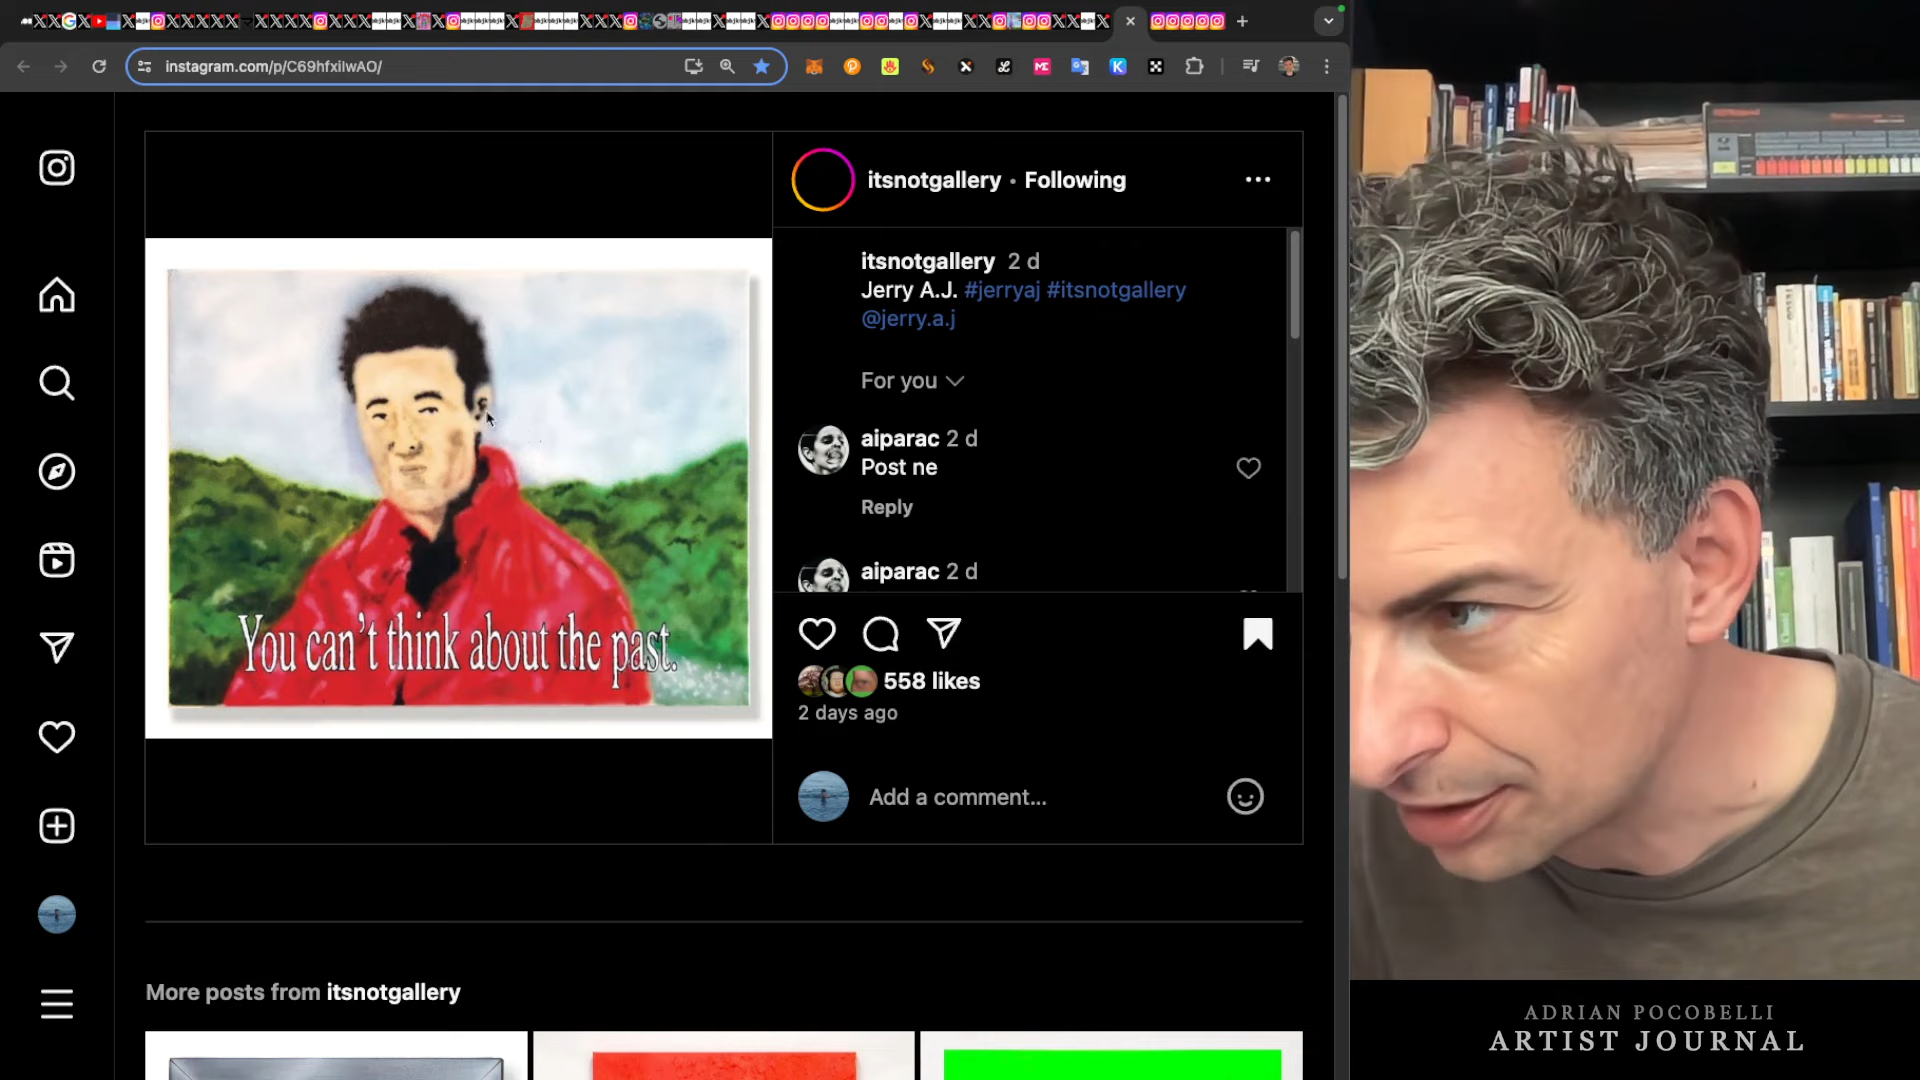 instagram.com/p/C69hfxiIwAO/
itsnotgallery • Following
itsnotgallery 2 d
Jerry A.J. #jerryaj #itsnotgallery
@jerry.a.j
For you
aiparac 2 d
Post ne
Reply
aiparac 2 d
You can't think about the past.
558 likes
2 days ago
Add a comment...
More posts from itsnotgallery
ADRIAN POCOBELLI
ARTIST JOURNAL